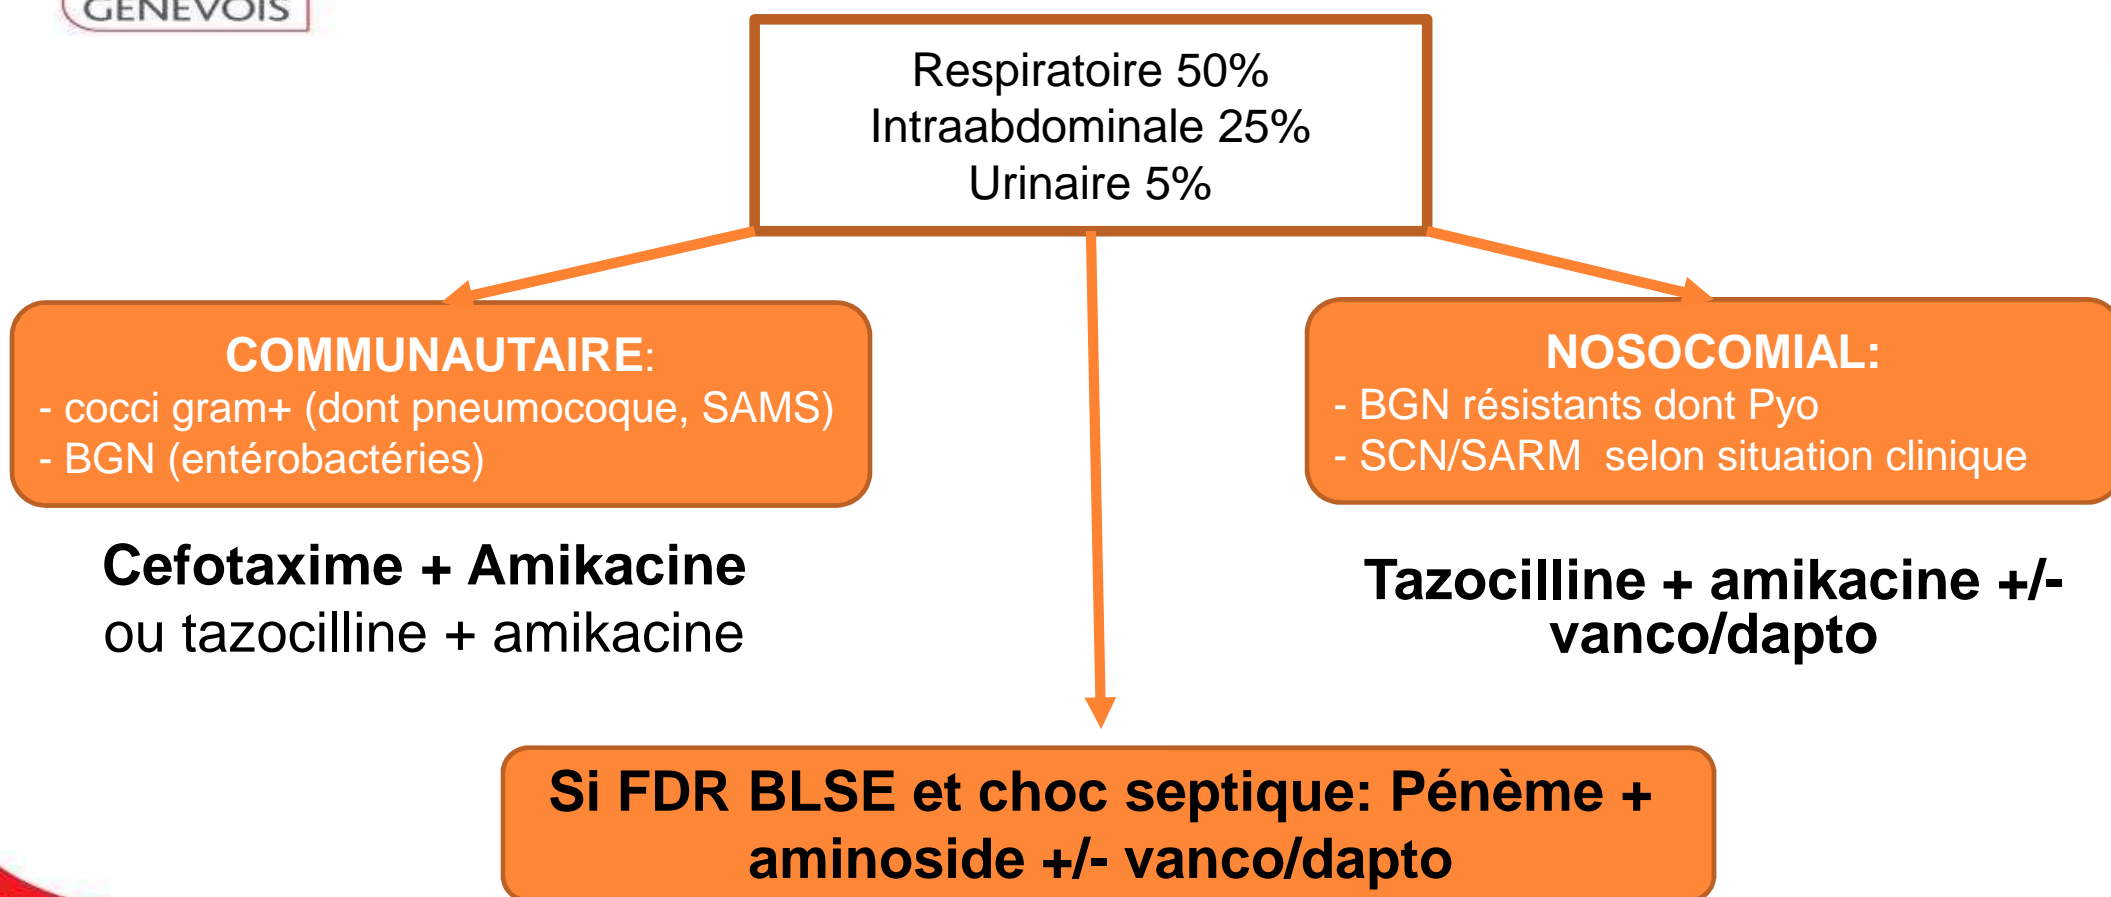 GENEVOIS
Respiratoire 50%
Intraabdominale 25%
Urinaire 5%
COMMUNAUTAIRE:
- cocci gram+ (dont pneumocoque, SAMS)
- BGN (entérobactéries)
NOSOCOMIAL:
- BGN résistants dont Pyo
- SCN/SARM selon situation clinique
Cefotaxime + Amikacine
ou tazocilline + amikacine
Tazocilline + amikacine +/-
vanco/dapto
Si FDR BLSE et choc septique: Pénème +
aminoside +/- vanco/dapto